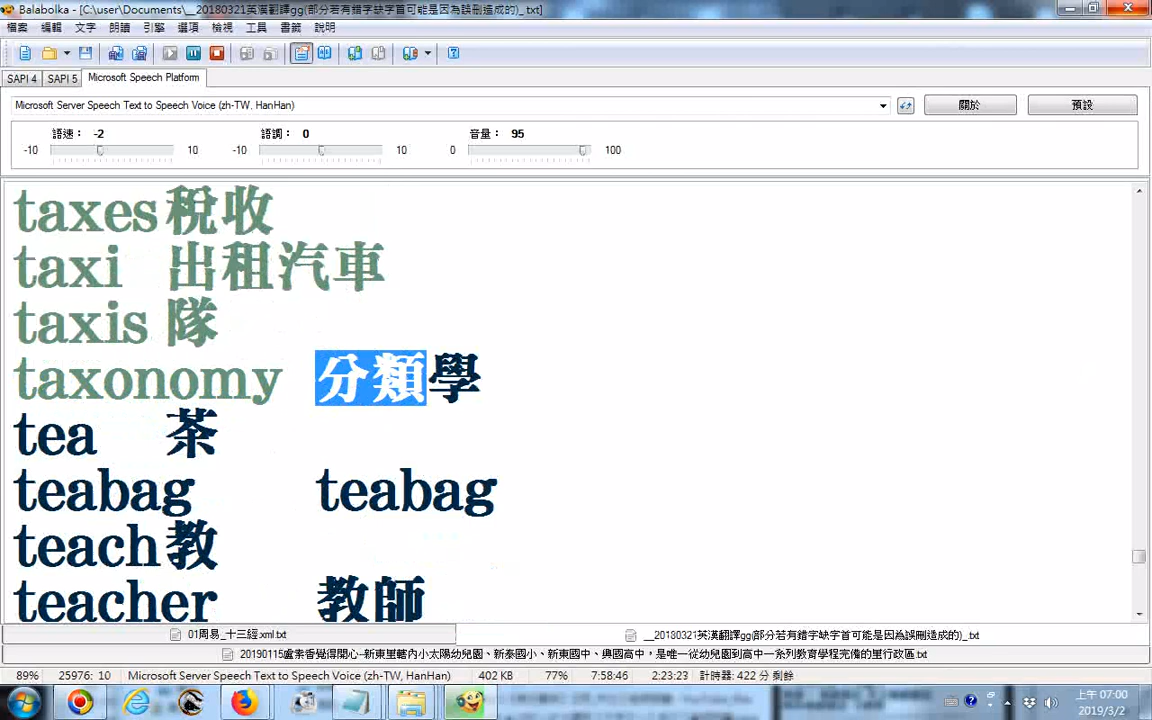 Balabolka - [C:\user\Documents\__20180321英漢翻譯gg(部分若有錯字缺字首可能是因為誤刪造成的)_.txt]
檔案 編輯 文字 朗讀 引擎 選項 檢視 工具 書籤 說明
SAPI 4 SAPI 5 Microsoft Speech Platform
Microsoft Server Speech Text to Speech Voice (zh-TW, HanHan) 關於 預設
語速： -2 語調： 0 音量： 95
-10 10 -10 10 0 100
taxes 稅收
taxi 出租汽車
taxis 隊
taxonomy 分類學
tea 茶
teabag teabag
teach 教
teacher 教師
01周易_十三經.xml.txt __20180321英漢翻譯gg(部分若有錯字缺字首可能是因為誤刪造成的)_.txt
20190115盧素香覺得開心-新東里轄內小太陽幼兒園、新泰國小、新東國中、興國高中，是唯一從幼兒園到高中一系列教育學程完備的里行政區.txt
89% 25976: 10 Microsoft Server Speech Text to Speech Voice (zh-TW, HanHan) 402 KB 77% 7:58:46 2:23:23 計時器: 422 分 剩餘
上午 07:00
2019/3/2